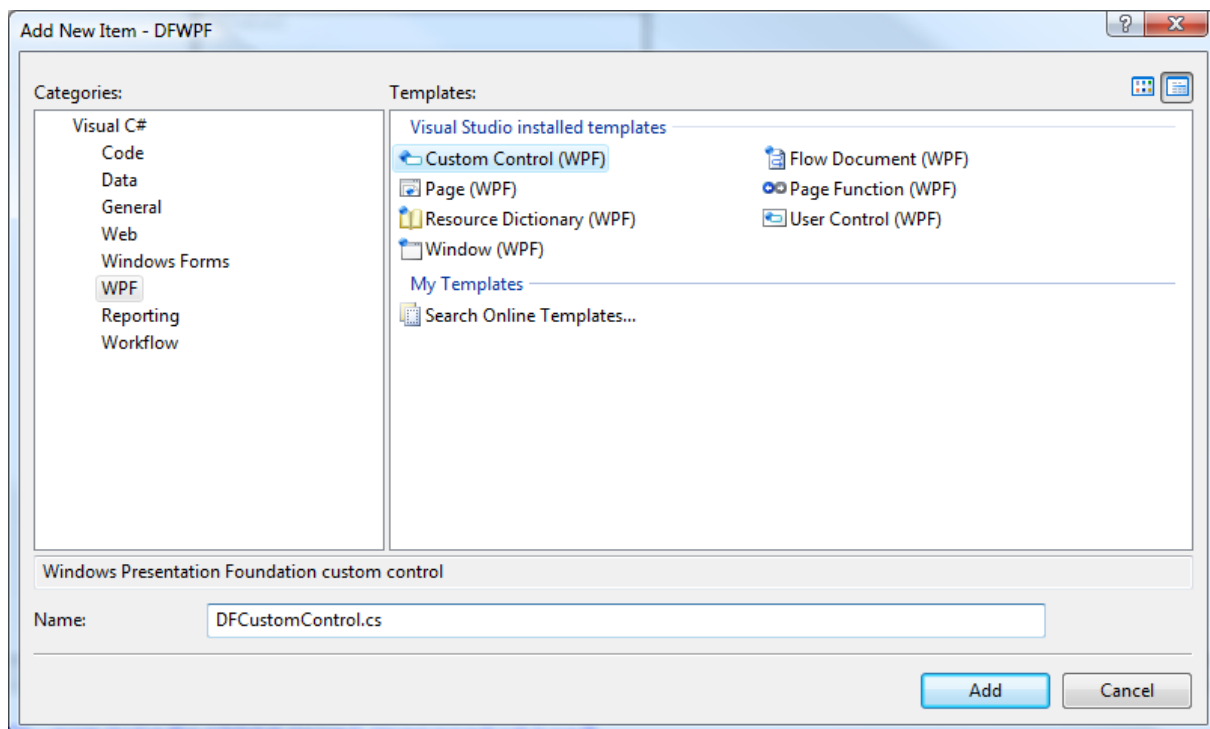 Add New Item - DFWPF
Categories:
Templates:
Visual C#
Code
Data
General
Web
Windows Forms
WPF
Reporting
Workflow
Visual Studio installed templates
Custom Control (WPF)
Flow Document (WPF)
Page (WPF)
Page Function (WPF)
Resource Dictionary (WPF)
User Control (WPF)
Window (WPF)
My Templates
Search Online Templates...
Windows Presentation Foundation custom control
Name: DFCustomControl.cs
Add Cancel